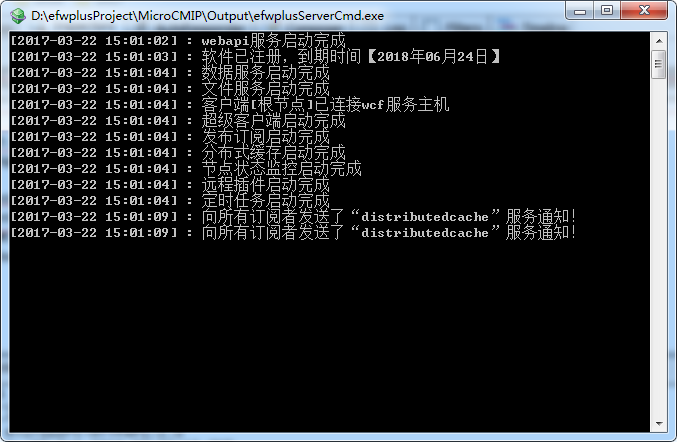 D:\efwplusProject\MicroCMIP\Output\efwplusServerCmd.exe
[2017-03-22 15:01:02] : webapi服务启动完成
[2017-03-22 15:01:03] : 软件已注册，到期时间【2018年06月24日】
[2017-03-22 15:01:04] : 数据服务启动完成
[2017-03-22 15:01:04] : 文件服务启动完成
[2017-03-22 15:01:04] : 客户端[根节点]已连接wcf服务主机
[2017-03-22 15:01:04] : 超级客户端启动完成
[2017-03-22 15:01:04] : 发布订阅启动完成
[2017-03-22 15:01:04] : 分布式缓存启动完成
[2017-03-22 15:01:04] : 节点状态监控启动完成
[2017-03-22 15:01:04] : 远程插件启动完成
[2017-03-22 15:01:04] : 定时任务启动完成
[2017-03-22 15:01:09] : 向所有订阅者发送了“distributedcache”服务通知！
[2017-03-22 15:01:09] : 向所有订阅者发送了“distributedcache”服务通知！